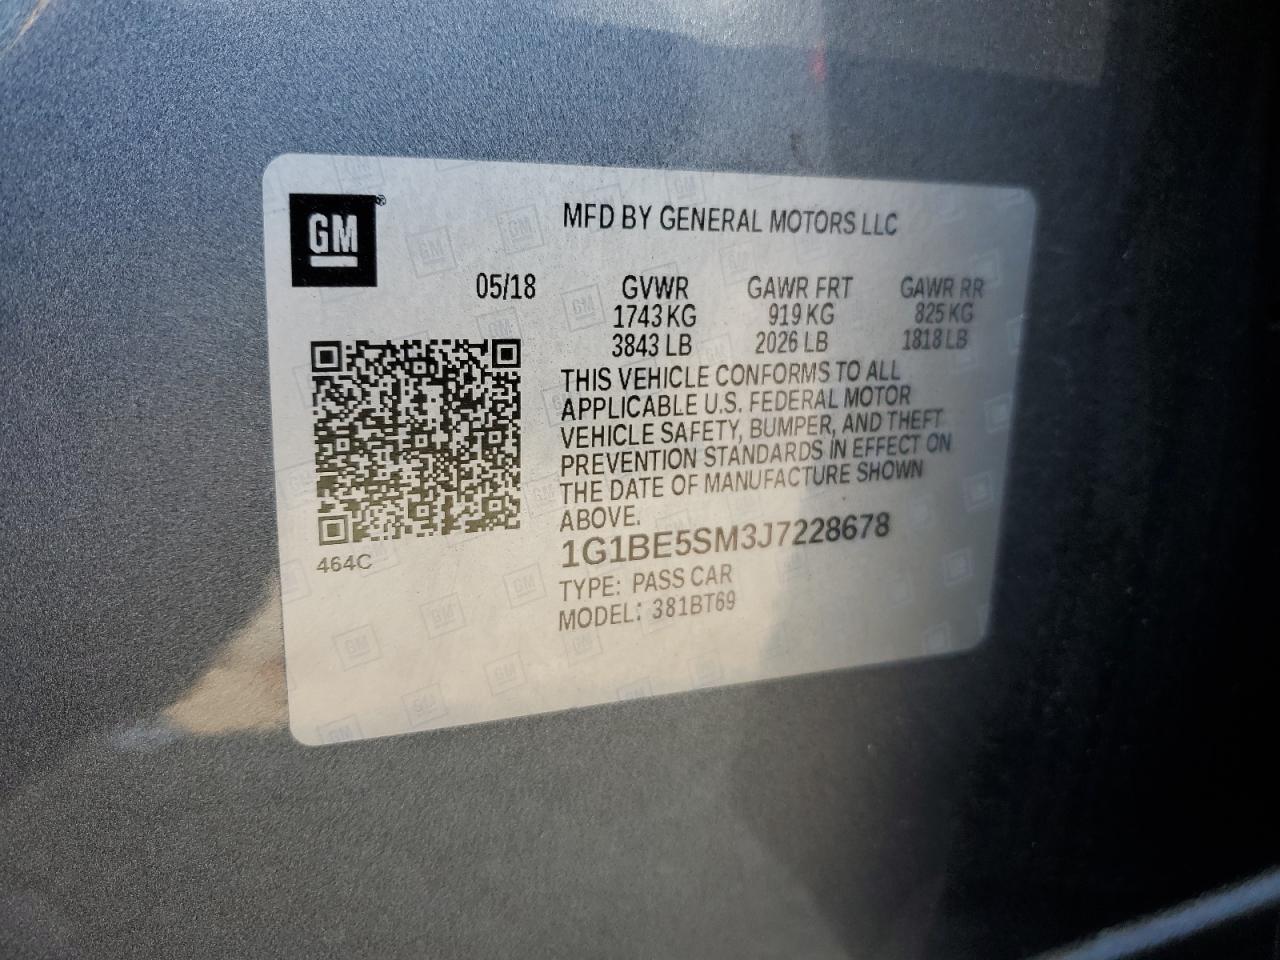 GM®
MFD BY GENERAL MOTORS LLC
05/18 GVWR GAWR FRT GAWR RR
1743 KG 919 KG 825 KG
3843 LB 2026 LB 1818 LB
THIS VEHICLE CONFORMS TO ALL
APPLICABLE U.S. FEDERAL MOTOR
VEHICLE SAFETY, BUMPER, AND THEFT
PREVENTION STANDARDS IN EFFECT ON
THE DATE OF MANUFACTURE SHOWN
ABOVE.
464C
1G1BE5SM3J7228678
TYPE: PASS CAR
MODEL: 381BT69